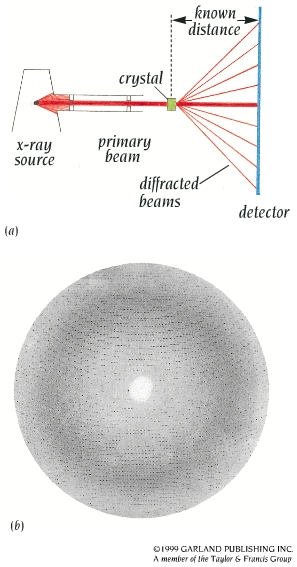 known
distance
crystal
x-ray
source
primary
beam
diffracted
beams
detector
(a)
(b)
©1999 GARLAND PUBLISHING INC.
A member of the Taylor & Francis Group